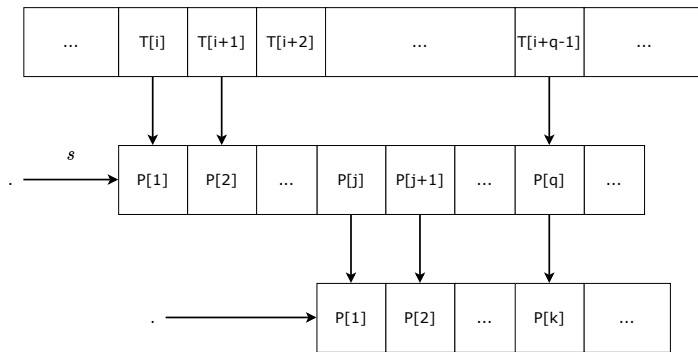 ... T[i] T[i+1] T[i+2] ... T[i+q-1] ...
s
. P[1] P[2] ... P[j] P[j+1] ... P[q] ...
. P[1] P[2] ... P[k] ...